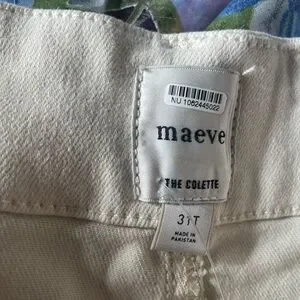 NU 1062445022
maeve
THE COLETTE
31T
MADE IN
PAKISTAN